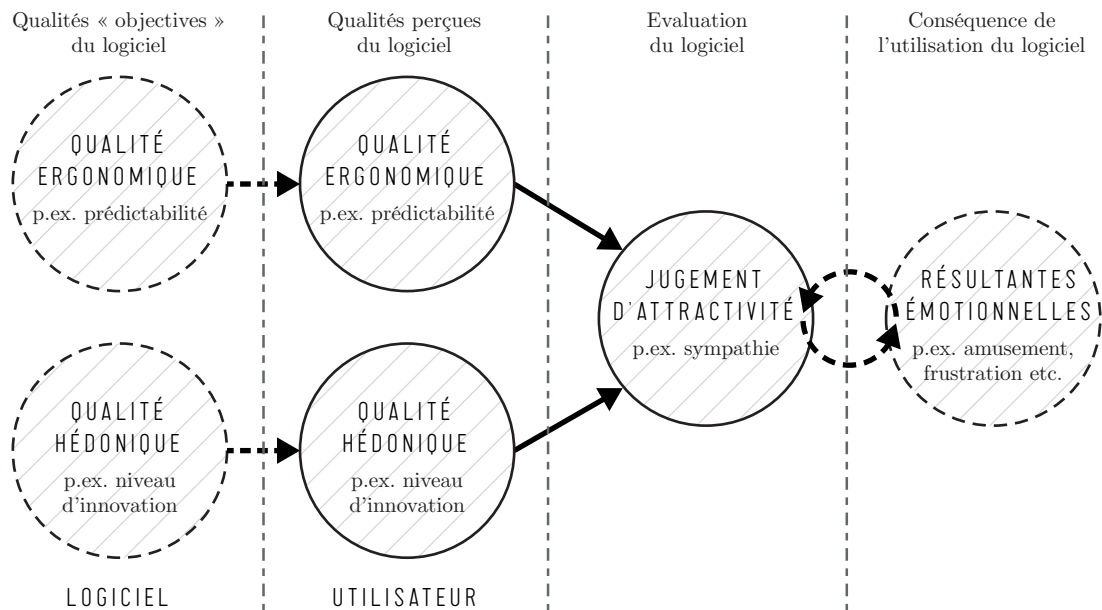 Qualités « objectives »
du logiciel
Qualités perçues
du logiciel
Evaluation
du logiciel
Conséquence de
l'utilisation du logiciel
QUALITÉ
ERGONOMIQUE
p.ex. prédictabilité
QUALITÉ
ERGONOMIQUE
p.ex. prédictabilité
JUGEMENT
D'ATTRACTIVITÉ
p.ex. sympathie
RÉSULTANTES
ÉMOTIONNELLES
p.ex. amusement,
frustration etc.
QUALITÉ
HÉDONIQUE
p.ex. niveau
d'innovation
QUALITÉ
HÉDONIQUE
p.ex. niveau
d'innovation
LOGICIEL
UTILISATEUR